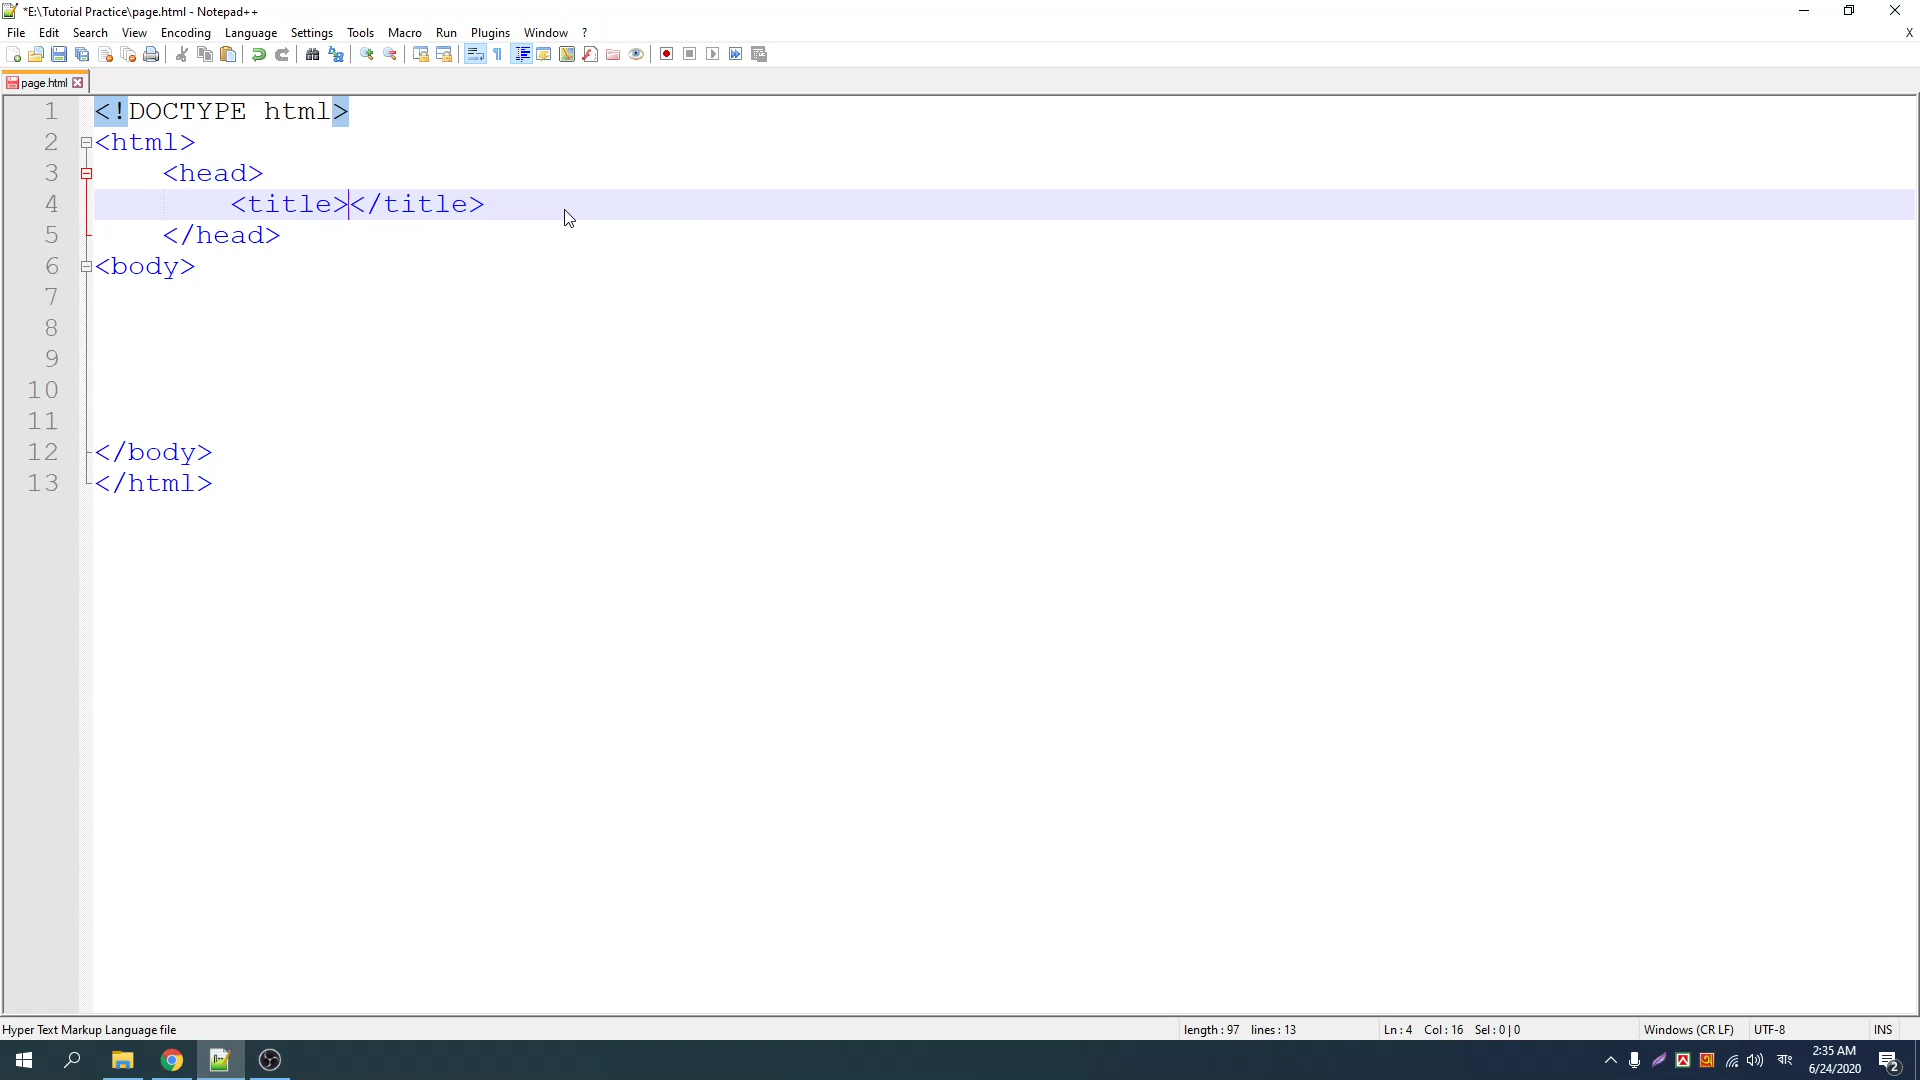 *E:\Tutorial Practice\page.html - Notepad++
File Edit Search View Encoding Language Settings Tools Macro Run Plugins Window ? X
page.html
1 <!DOCTYPE html>
2 <html>
3 <head>
4 <title></title>
5 </head>
6 <body>
7
8
9
10
11
12 </body>
13 </html>
Hyper Text Markup Language file length : 97 lines : 13 Ln : 4 Col : 16 Sel : 0 | 0 Windows (CR LF) UTF-8 INS
বাং 2:35 AM
6/24/2020 2